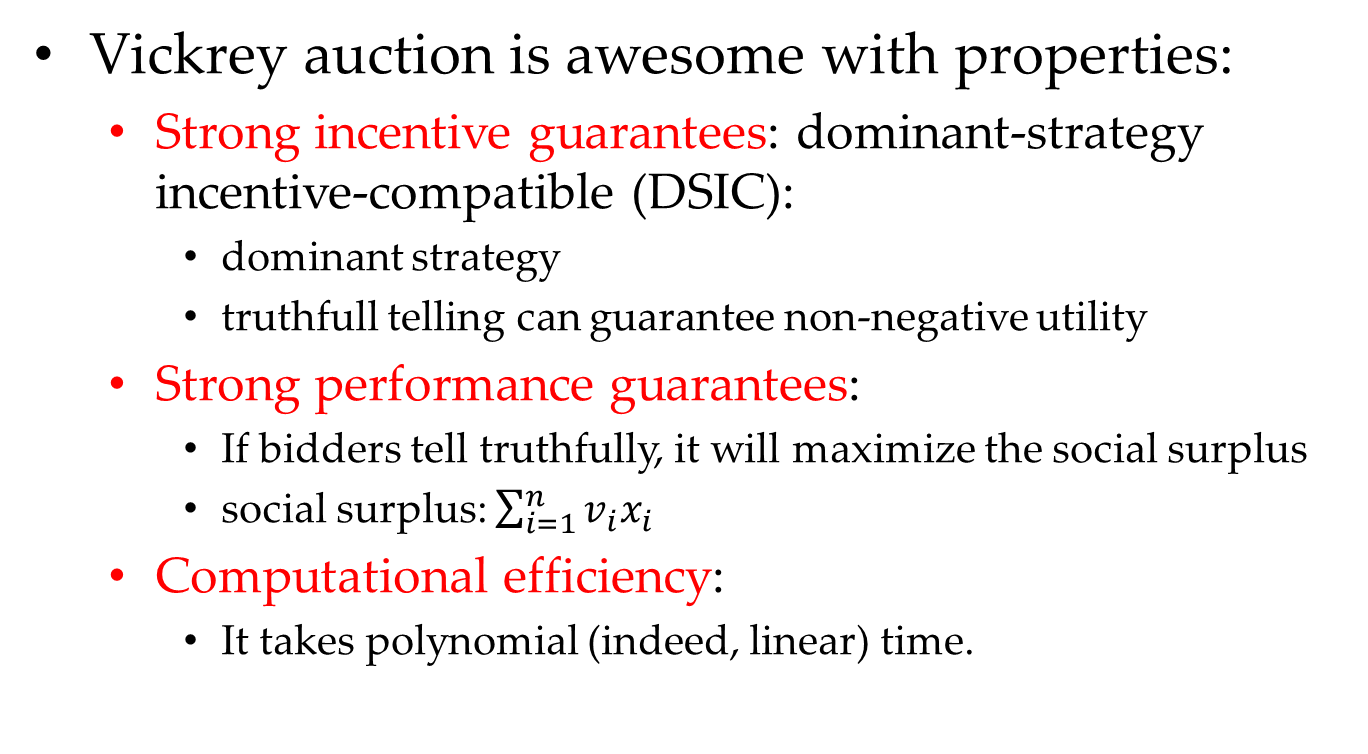 • Vickrey auction is awesome with properties:
• Strong incentive guarantees: dominant-strategy
incentive-compatible (DSIC):
• dominant strategy
• truthfull telling can guarantee non-negative utility
• Strong performance guarantees:
• If bidders tell truthfully, it will maximize the social surplus
• social surplus: ∑ⁿᵢ₌₁ vᵢxᵢ
• Computational efficiency:
• It takes polynomial (indeed, linear) time.